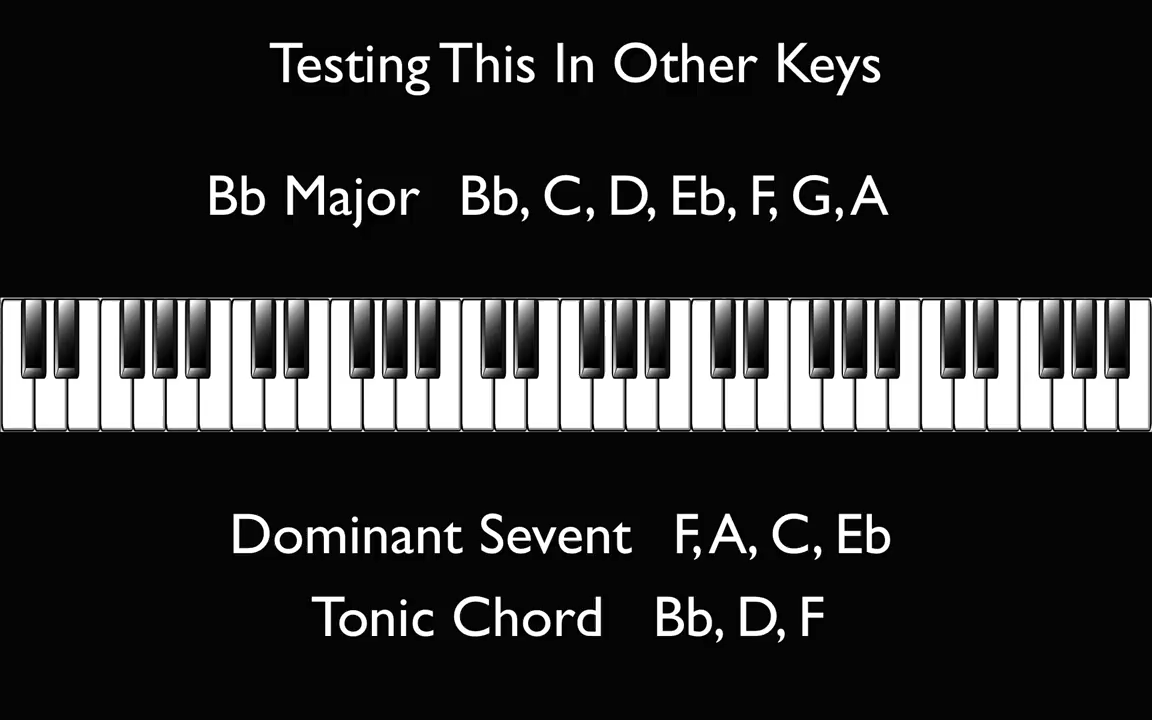 Testing This In Other Keys
Bb Major Bb, C, D, Eb, F, G, A
Dominant Sevent F, A, C, Eb
Tonic Chord Bb, D, F